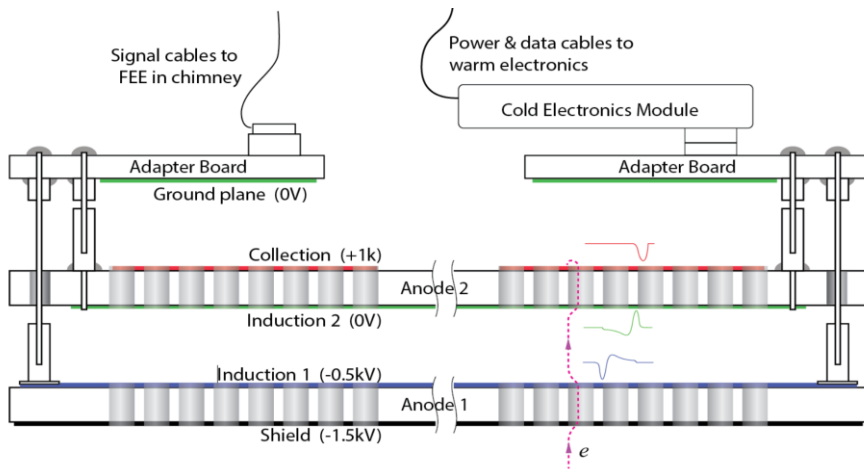 Signal cables to
FEE in chimney
Power & data cables to
warm electronics
Cold Electronics Module
Adapter Board
Adapter Board
Ground plane (0V)
Collection (+1k)
Anode 2
Induction 2 (0V)
Induction 1 (-0.5kV)
Anode 1
Shield (-1.5kV)
e